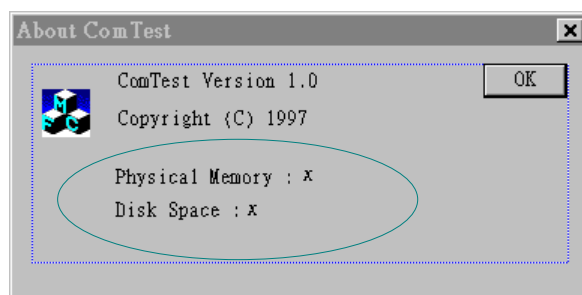 About ComTest
ComTest Version 1.0
OK
Copyright (C) 1997
M
F C
Physical Memory : x
Disk Space : x